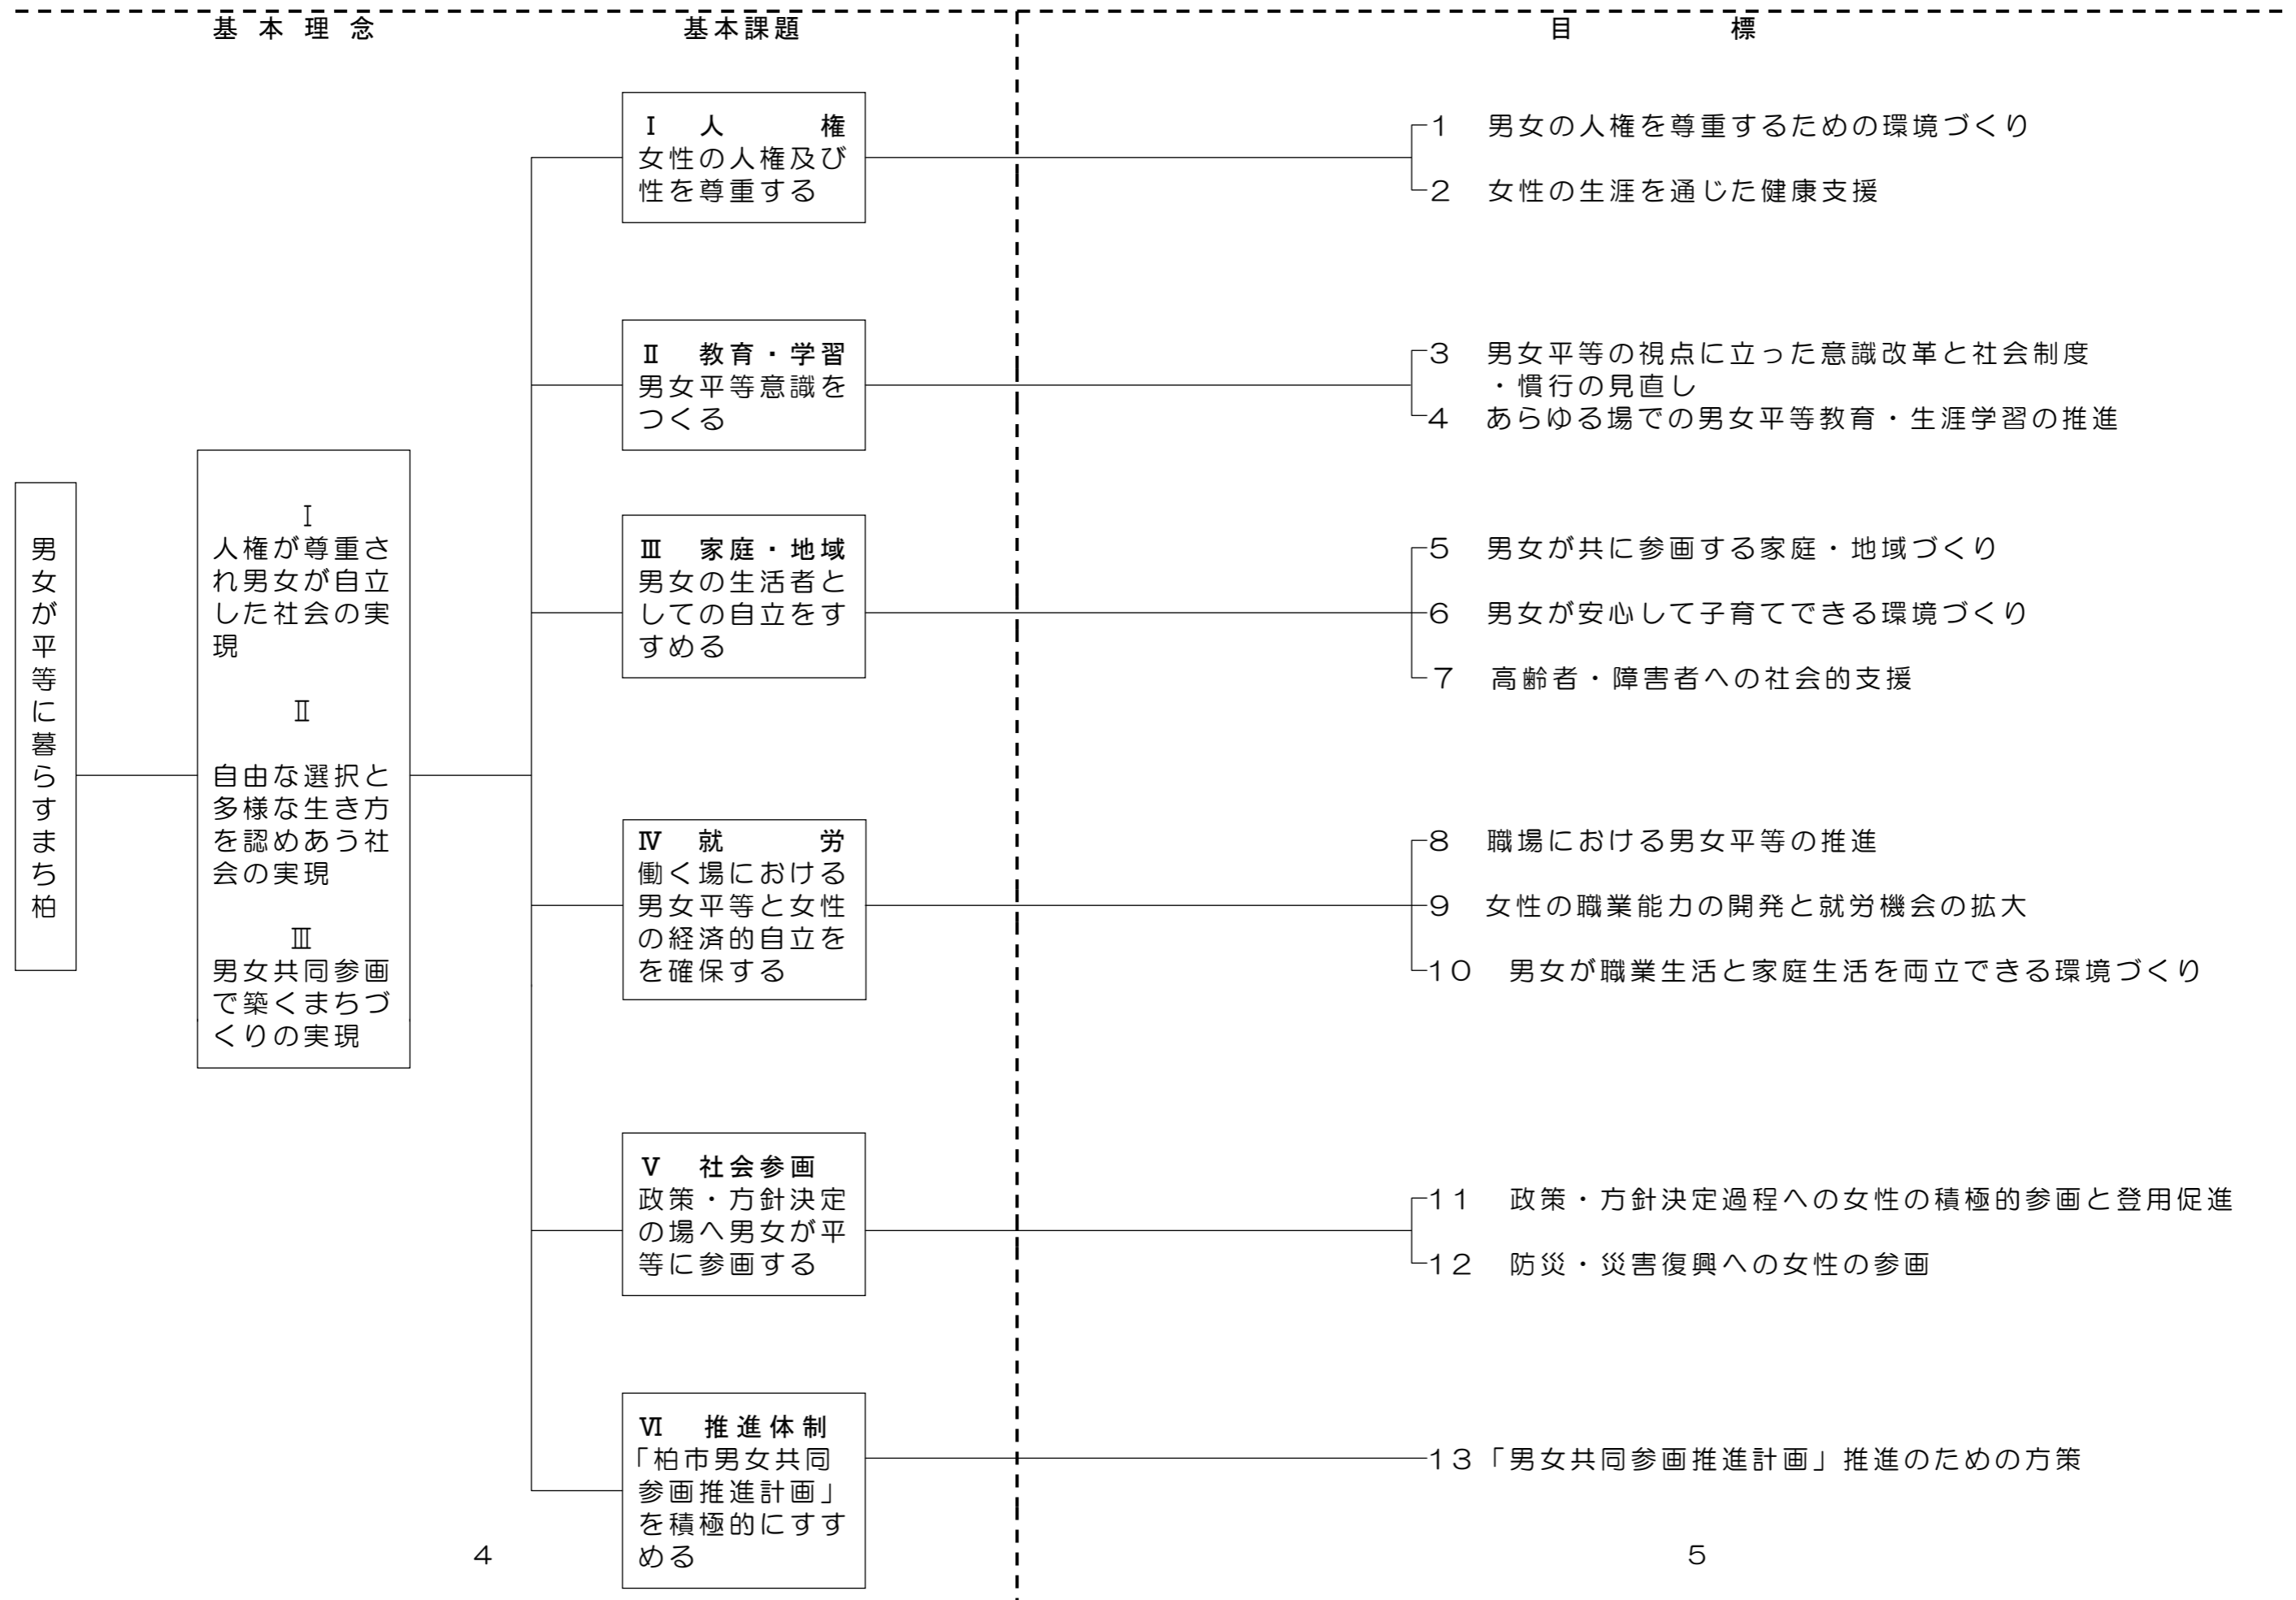 基本理念
基本課題
目標
男女が平等に暮らすまち柏
Ⅰ
人権が尊重さ
れ男女が自立
した社会の実
現
Ⅱ
自由な選択と
多様な生き方
を認めあう社
会の実現
Ⅲ
男女共同参画
で築くまちづ
くりの実現
Ⅰ 人権
女性の人権及び
性を尊重する
1 男女の人権を尊重するための環境づくり
2 女性の生涯を通じた健康支援
Ⅱ 教育・学習
男女平等意識を
つくる
3 男女平等の視点に立った意識改革と社会制度
・慣行の見直し
4 あらゆる場での男女平等教育・生涯学習の推進
Ⅲ 家庭・地域
男女の生活者と
しての自立をす
すめる
5 男女が共に参画する家庭・地域づくり
6 男女が安心して子育てできる環境づくり
7 高齢者・障害者への社会的支援
Ⅳ 就労
働く場における
男女平等と女性
の経済的自立を
を確保する
8 職場における男女平等の推進
9 女性の職業能力の開発と就労機会の拡大
10 男女が職業生活と家庭生活を両立できる環境づくり
Ⅴ 社会参画
政策・方針決定
の場へ男女が平
等に参画する
11 政策・方針決定過程への女性の積極的参画と登用促進
12 防災・災害復興への女性の参画
Ⅵ 推進体制
「柏市男女共同
参画推進計画」
を積極的にすす
める
13「男女共同参画推進計画」推進のための方策
4
5